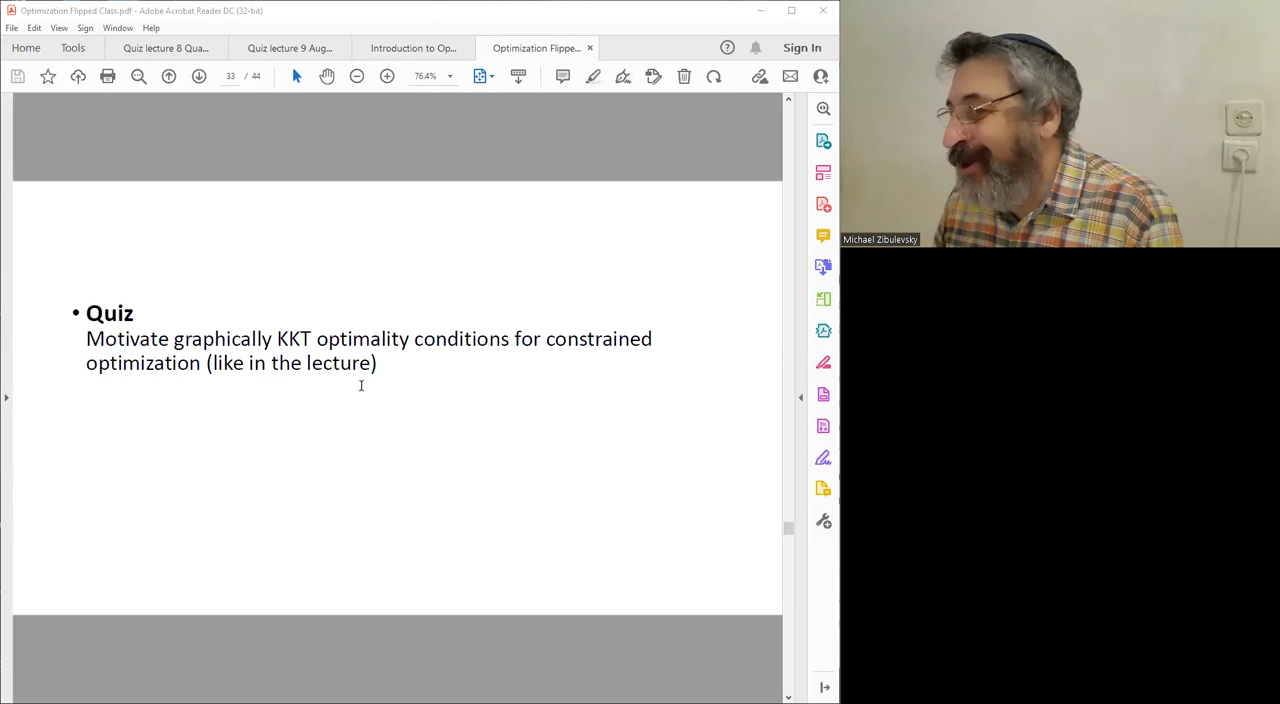 Optimization Flipped Class.pdf - Adobe Acrobat Reader DC (32-bit)
File Edit View Sign Window Help
Home Tools Quiz lecture 8 Qua... Quiz lecture 9 Aug... Introduction to Op... Optimization Flippe... × Sign In
33 / 44 76.4%
• Quiz
Motivate graphically KKT optimality conditions for constrained
optimization (like in the lecture)
Michael Zibulevsky